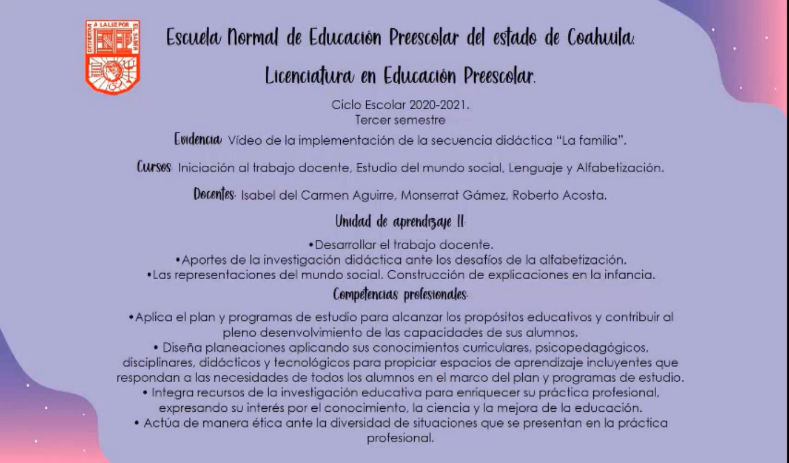 Escuela Normal de Educación Preescolar del estado de Coahuila.
Licenciatura en Educación Preescolar.
Ciclo Escolar 2020-2021.
Tercer semestre
Evidencia: Vídeo de la implementación de la secuencia didáctica “La familia”.
Cursos: Iniciación al trabajo docente, Estudio del mundo social, Lenguaje y Alfabetización.
Docentes: Isabel del Carmen Aguirre, Monserrat Gámez, Roberto Acosta.
Unidad de aprendizaje II.
•Desarrollar el trabajo docente.
•Aportes de la investigación didáctica ante los desafíos de la alfabetización.
•Las representaciones del mundo social. Construcción de explicaciones en la infancia.
Competencias profesionales:
•Aplica el plan y programas de estudio para alcanzar los propósitos educativos y contribuir al
pleno desenvolvimiento de las capacidades de sus alumnos.
• Diseña planeaciones aplicando sus conocimientos curriculares, psicopedagógicos,
disciplinares, didácticos y tecnológicos para propiciar espacios de aprendizaje incluyentes que
respondan a las necesidades de todos los alumnos en el marco del plan y programas de estudio.
• Integra recursos de la investigación educativa para enriquecer su práctica profesional,
expresando su interés por el conocimiento, la ciencia y la mejora de la educación.
• Actúa de manera ética ante la diversidad de situaciones que se presentan en la práctica
profesional.